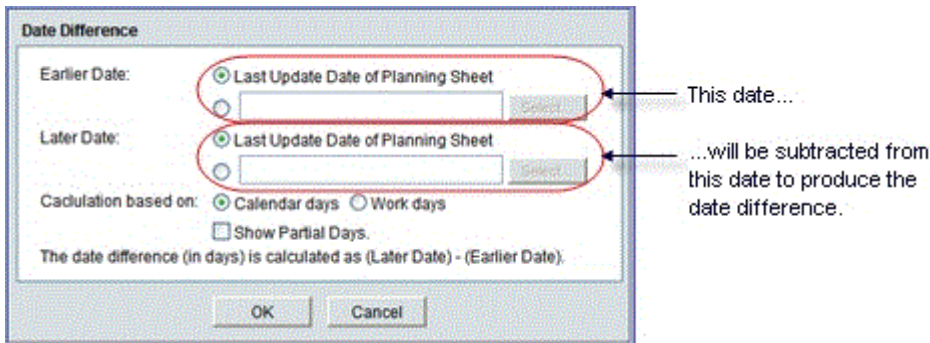 Date Difference
Earlier Date:
Last Update Date of Planning Sheet
Select...
This date...
Later Date:
Last Update Date of Planning Sheet
Select...
...will be subtracted from
this date to produce the
date difference.
Caclulation based on:
Calendar days
Work days
Show Partial Days.
The date difference (in days) is calculated as (Later Date) - (Earlier Date).
OK
Cancel